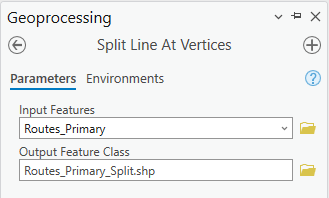 Geoprocessing
Split Line At Vertices
Parameters Environments
Input Features
Routes_Primary
Output Feature Class
Routes_Primary_Split.shp